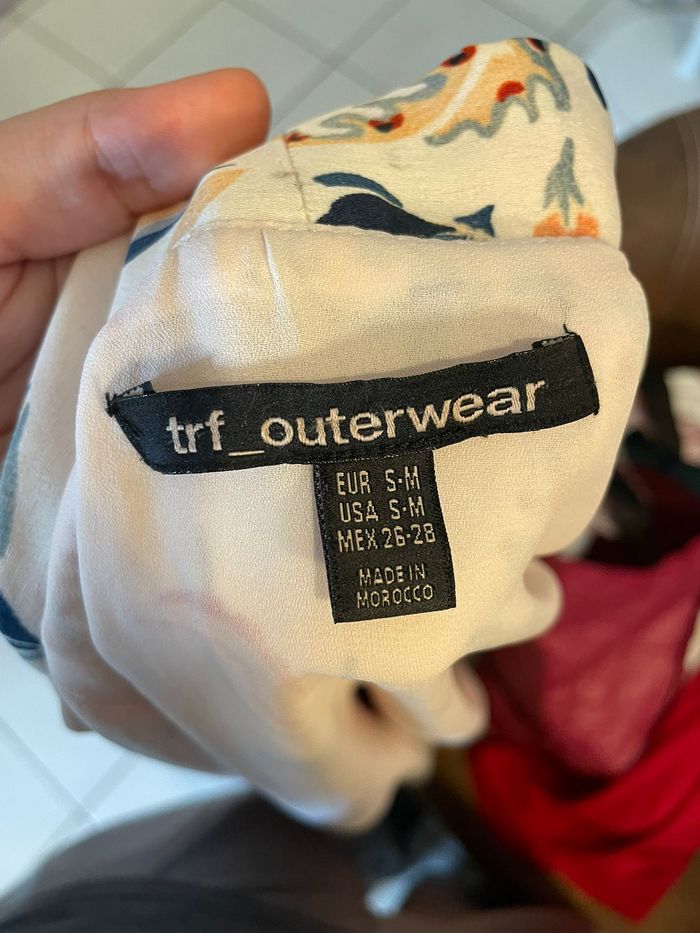 trf_outerwear
EUR S-M
USA S-M
MEX 26-28
MADE IN
MOROCCO